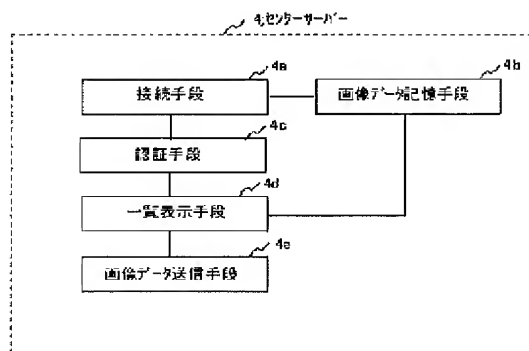 4;センターサーバー
4a
接続手段
4b
画像データ記憶手段
4c
認証手段
4d
一覧表示手段
4e
画像データ送信手段